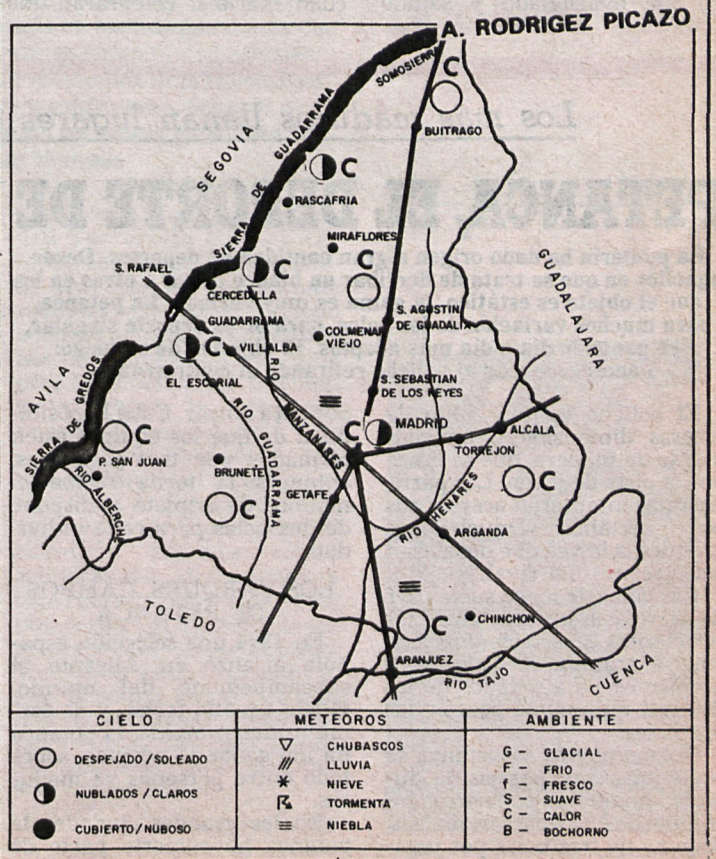 A. RODRIGEZ PICAZO
SOMOSIERRA
C
BUITRAGO
SEGOVIA
SIERRA DE GUADARRAMA
C
RASCAFRIA
MIRAFLORES
GUADALAJARA
S. RAFAEL
C
CERCEDILLA
C
GUADARRAMA
S. AGUSTIN
DE GUADALIX
COLMENAR
VIEJO
C
VILLALBA
EL ESCORIAL
AVILA
SIERRA DE GREDOS
S. SEBASTIAN
DE LOS REYES
RIO MANZANARES
RIO GUADARRAMA
C
MADRID
ALCALA
TORREJON
C
P. SAN JUAN
RIO ALBERCHE
BRUNETE
C
GETAFE
RIO HENARES
C
ARGANDA
TOLEDO
C
CHINCHON
ARANJUEZ
RIO TAJO
CUENCA
CIELO
DESPEJADO/SOLEADO
NUBLADOS/CLAROS
CUBIERTO/NUBOSO
METEOROS
CHUBASCOS
LLUVIA
NIEVE
TORMENTA
NIEBLA
AMBIENTE
G - GLACIAL
F - FRIO
f - FRESCO
S - SUAVE
C - CALOR
B - BOCHORNO